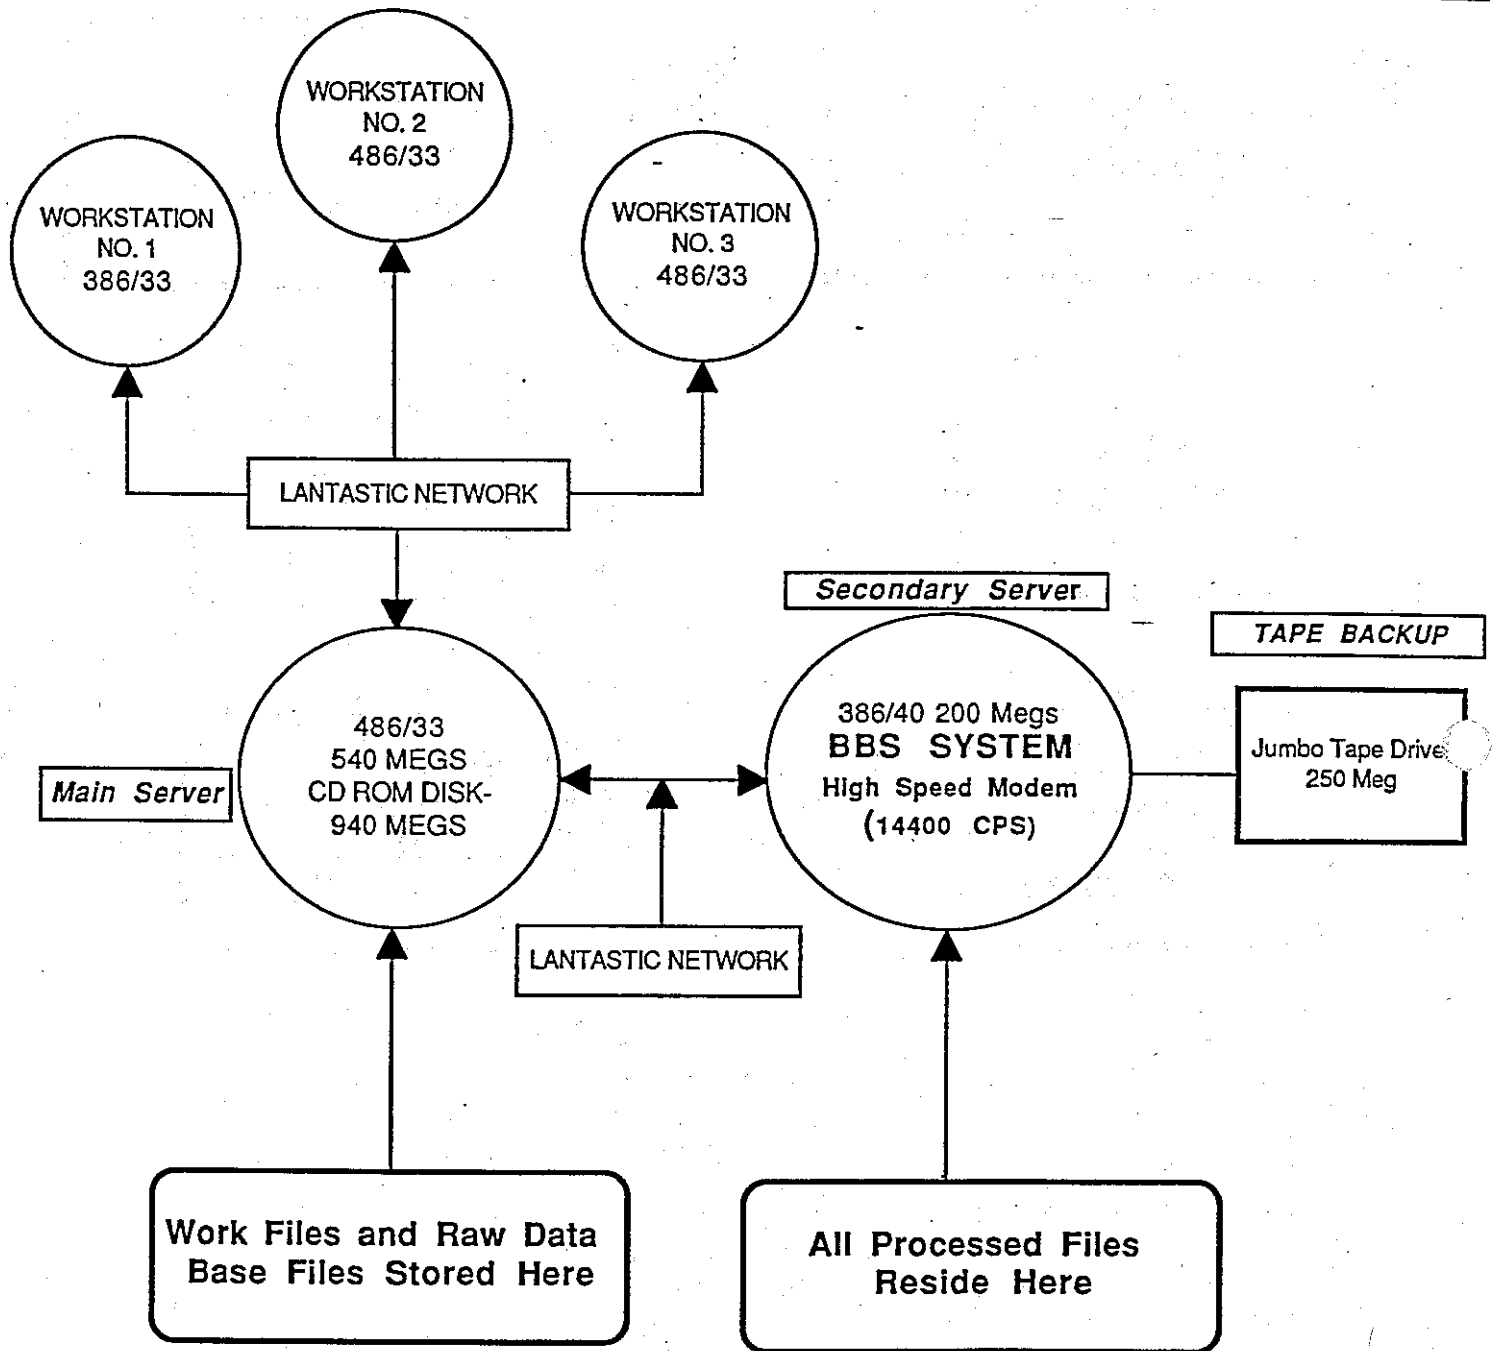 WORKSTATION
NO. 2
486/33
WORKSTATION
NO. 1
386/33
WORKSTATION
NO. 3
486/33
LANTASTIC NETWORK
Secondary Server
TAPE BACKUP
Main Server
486/33
540 MEGS
CD ROM DISK-
940 MEGS
386/40 200 Megs
BBS SYSTEM
High Speed Modem
(14400 CPS)
Jumbo Tape Drive
250 Meg
LANTASTIC NETWORK
Work Files and Raw Data
Base Files Stored Here
All Processed Files
Reside Here